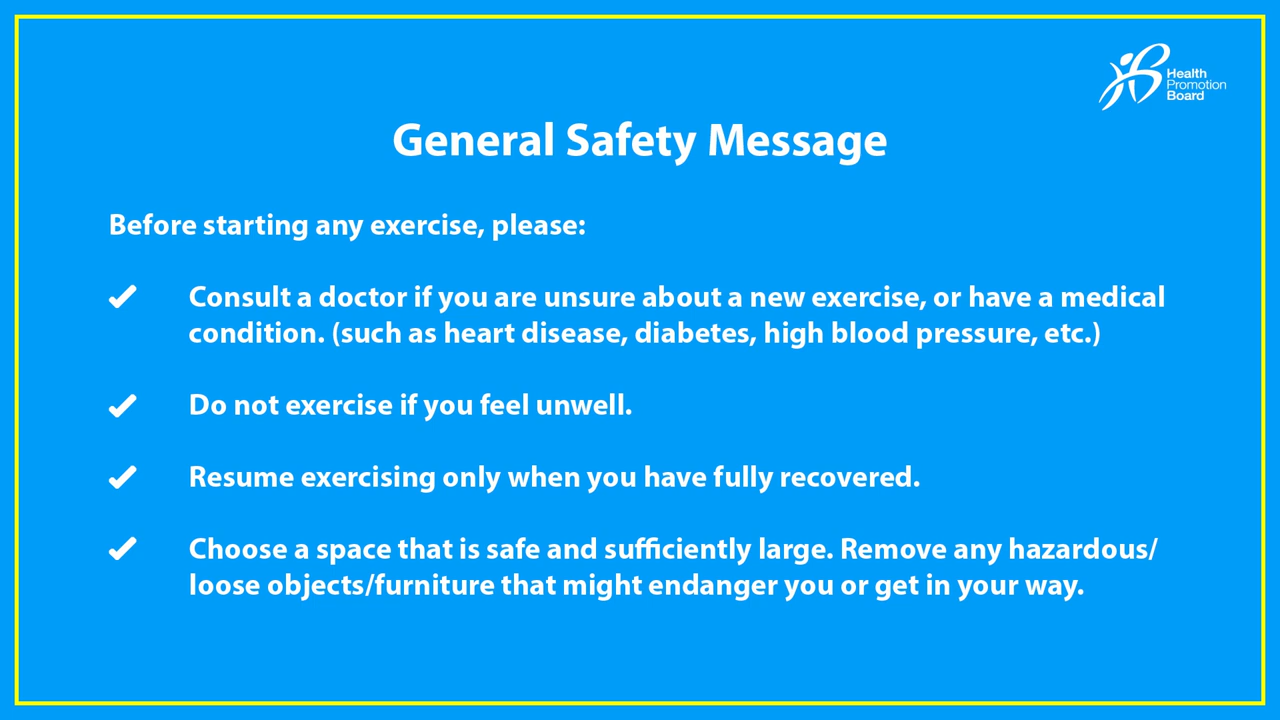 Health
Promotion
Board
General Safety Message
Before starting any exercise, please:
Consult a doctor if you are unsure about a new exercise, or have a medical
condition. (such as heart disease, diabetes, high blood pressure, etc.)
Do not exercise if you feel unwell.
Resume exercising only when you have fully recovered.
Choose a space that is safe and sufficiently large. Remove any hazardous/
loose objects/furniture that might endanger you or get in your way.